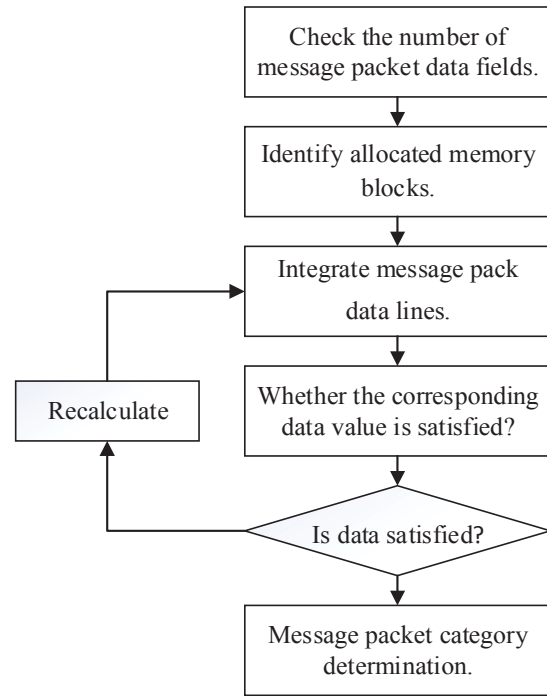 Check the number of
message packet data fields.
Identify allocated memory
blocks.
Integrate message pack
data lines.
Recalculate
Whether the corresponding
data value is satisfied?
Is data satisfied?
Message packet category
determination.